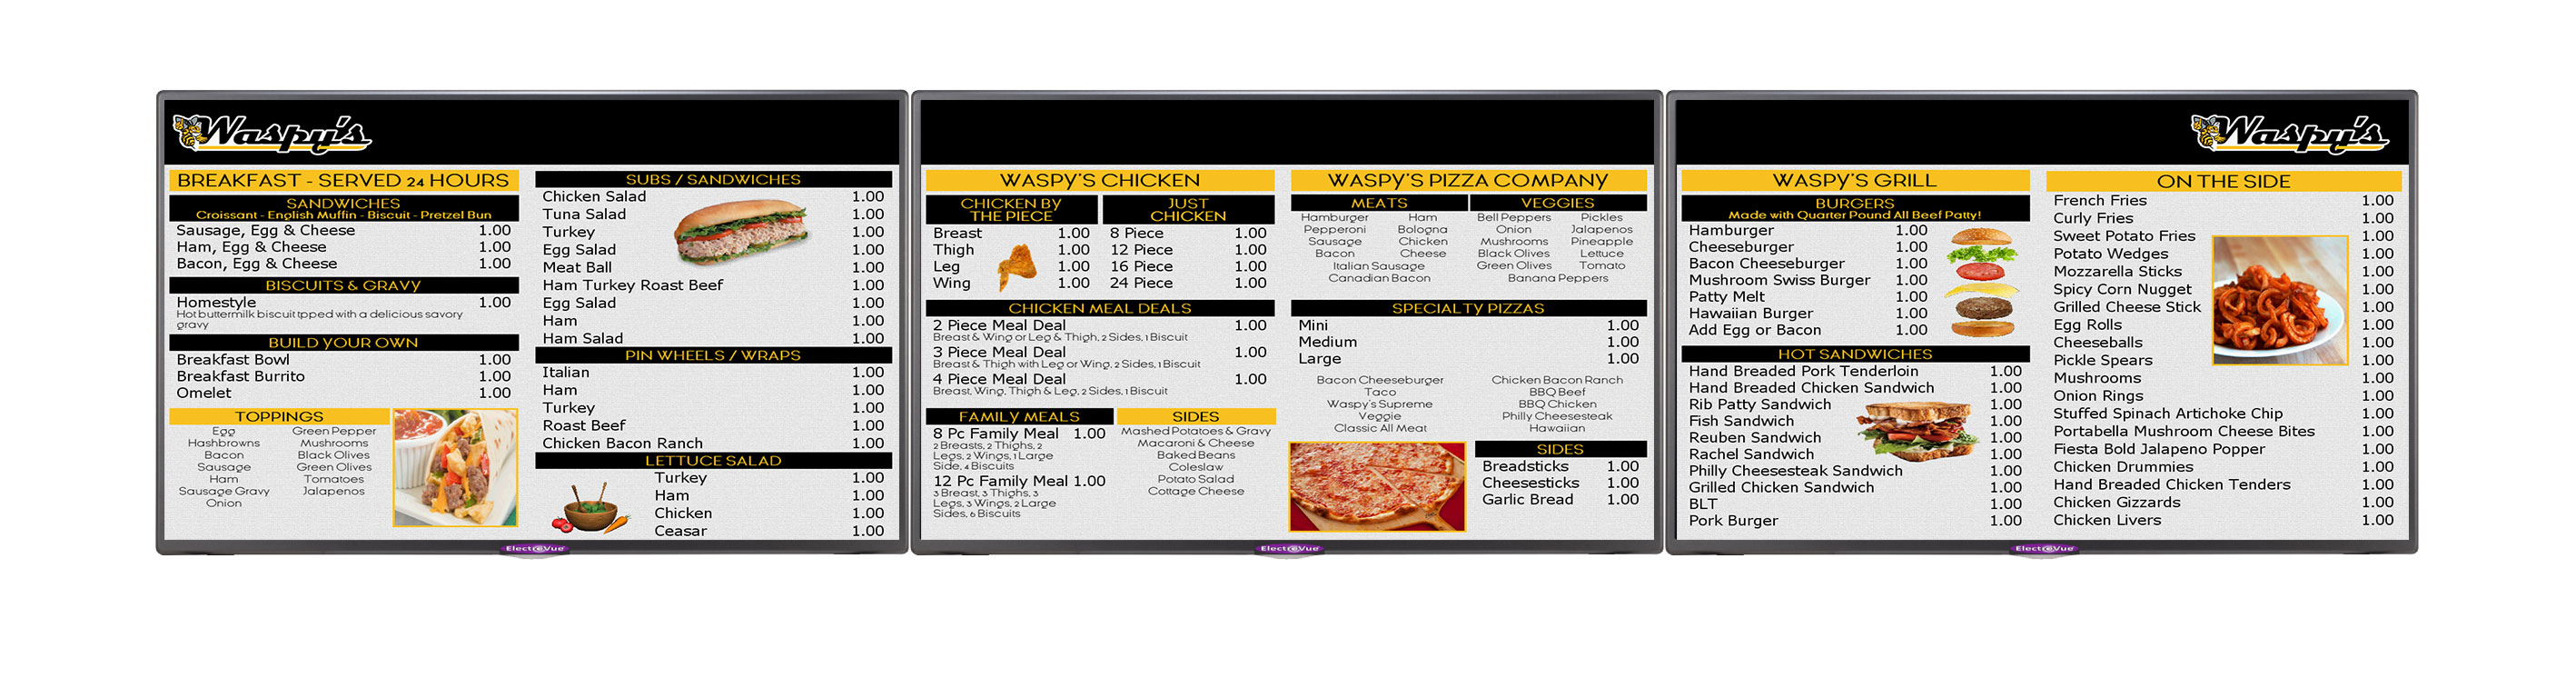 Waspy's
BREAKFAST - SERVED 24 HOURS
SANDWICHES
Croissant - English Muffin - Biscuit - Pretzel Bun
Sausage, Egg & Cheese 1.00
Ham, Egg & Cheese 1.00
Bacon, Egg & Cheese 1.00
BISCUITS & GRAVY
Homestyle 1.00
Hot buttermilk biscuit tpped with a delicious savory
gravy
BUILD YOUR OWN
Breakfast Bowl 1.00
Breakfast Burrito 1.00
Omelet 1.00
TOPPINGS
Egg Green Pepper
Hashbrowns Mushrooms
Bacon Black Olives
Sausage Green Olives
Ham Tomatoes
Sausage Gravy Jalapenos
Onion
SUBS / SANDWICHES
Chicken Salad 1.00
Tuna Salad 1.00
Turkey 1.00
Egg Salad 1.00
Meat Ball 1.00
Ham Turkey Roast Beef 1.00
Egg Salad 1.00
Ham 1.00
Ham Salad 1.00
PIN WHEELS / WRAPS
Italian 1.00
Ham 1.00
Turkey 1.00
Roast Beef 1.00
Chicken Bacon Ranch 1.00
LETTUCE SALAD
Turkey 1.00
Ham 1.00
Chicken 1.00
Ceasar 1.00
ElectroVue
WASPY'S CHICKEN
CHICKEN BY
THE PIECE
Breast 1.00
Thigh 1.00
Leg 1.00
Wing 1.00
JUST
CHICKEN
8 Piece 1.00
12 Piece 1.00
16 Piece 1.00
24 Piece 1.00
CHICKEN MEAL DEALS
2 Piece Meal Deal 1.00
Breast & Wing or Leg & Thigh, 2 Sides, 1 Biscuit
3 Piece Meal Deal 1.00
Breast & Thigh with Leg or Wing, 2 Sides, 1 Biscuit
4 Piece Meal Deal 1.00
Breast, Wing, Thigh & Leg, 2 Sides, 1 Biscuit
FAMILY MEALS
8 Pc Family Meal 1.00
2 Breasts, 2 Thighs, 2
Legs, 2 Wings, 1 Large
Side, 4 Biscuits
12 Pc Family Meal 1.00
3 Breast, 3 Thighs, 3
Legs, 3 Wings, 2 Large
Sides, 6 Biscuits
SIDES
Mashed Potatoes & Gravy
Macaroni & Cheese
Baked Beans
Coleslaw
Potato Salad
Cottage Cheese
WASPY'S PIZZA COMPANY
MEATS
Hamburger Ham
Pepperoni Bologna
Sausage Chicken
Bacon Cheese
Italian Sausage
Canadian Bacon
VEGGIES
Bell Peppers Pickles
Onion Jalapenos
Mushrooms Pineapple
Black Olives Lettuce
Green Olives Tomato
Banana Peppers
SPECIALTY PIZZAS
Mini 1.00
Medium 1.00
Large 1.00
Bacon Cheeseburger Chicken Bacon Ranch
Taco BBQ Beef
Waspy's Supreme BBQ Chicken
Veggie Philly Cheesesteak
Classic All Meat Hawaiian
SIDES
Breadsticks 1.00
Cheesesticks 1.00
Garlic Bread 1.00
ElectroVue
Waspy's
WASPY'S GRILL
BURGERS
Made with Quarter Pound All Beef Patty!
Hamburger 1.00
Cheeseburger 1.00
Bacon Cheeseburger 1.00
Mushroom Swiss Burger 1.00
Patty Melt 1.00
Hawaiian Burger 1.00
Add Egg or Bacon 1.00
HOT SANDWICHES
Hand Breaded Pork Tenderloin 1.00
Hand Breaded Chicken Sandwich 1.00
Rib Patty Sandwich 1.00
Fish Sandwich 1.00
Reuben Sandwich 1.00
Rachel Sandwich 1.00
Philly Cheesesteak Sandwich 1.00
Grilled Chicken Sandwich 1.00
BLT 1.00
Pork Burger 1.00
ON THE SIDE
French Fries 1.00
Curly Fries 1.00
Sweet Potato Fries 1.00
Potato Wedges 1.00
Mozzarella Sticks 1.00
Spicy Corn Nugget 1.00
Grilled Cheese Stick 1.00
Egg Rolls 1.00
Cheeseballs 1.00
Pickle Spears 1.00
Mushrooms 1.00
Onion Rings 1.00
Stuffed Spinach Artichoke Chip 1.00
Portabella Mushroom Cheese Bites 1.00
Fiesta Bold Jalapeno Popper 1.00
Chicken Drummies 1.00
Hand Breaded Chicken Tenders 1.00
Chicken Gizzards 1.00
Chicken Livers 1.00
ElectroVue